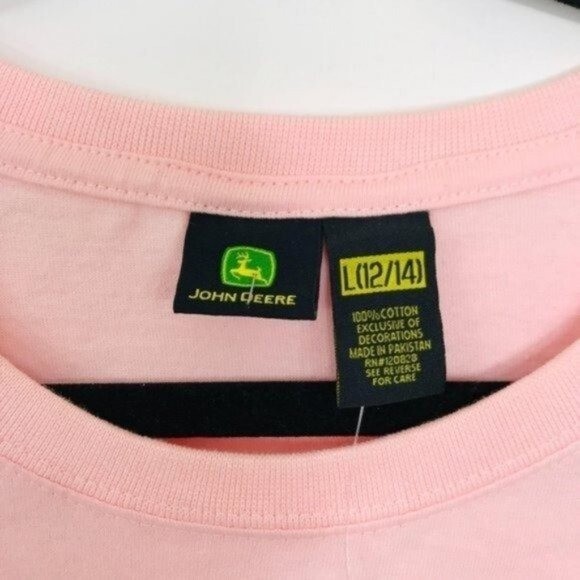 JOHN DEERE
L(12/14)
100% COTTON
EXCLUSIVE OF
DECORATIONS
MADE IN PAKISTAN
RN#120828
SEE REVERSE
FOR CARE